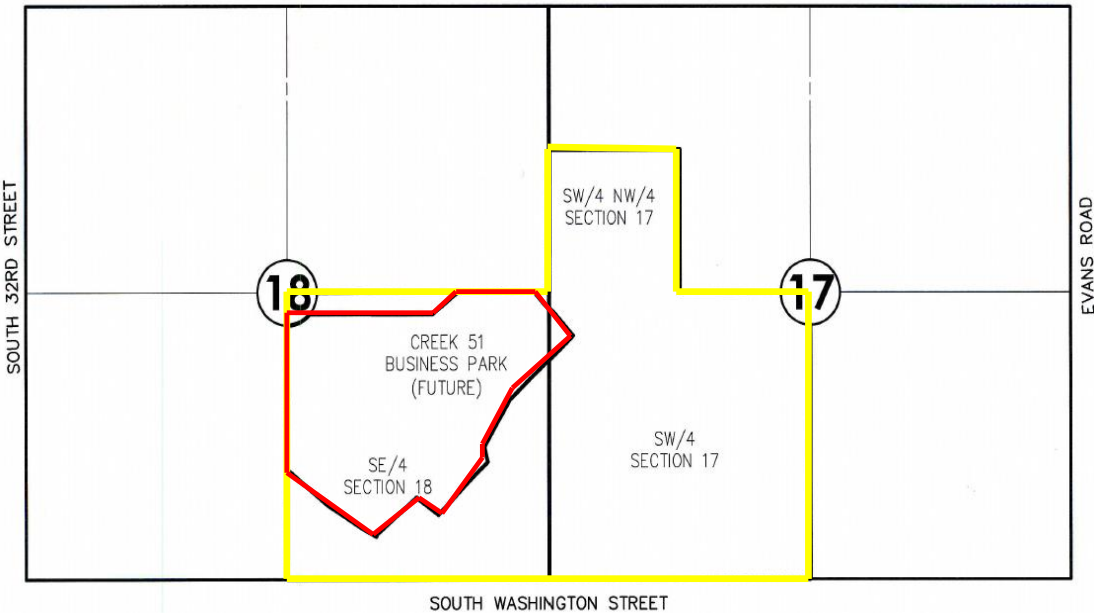 SOUTH 32RD STREET
SW/4 NW/4
SECTION 17
EVANS ROAD
18
17
CREEK 51
BUSINESS PARK
(FUTURE)
SE/4
SECTION 18
SW/4
SECTION 17
SOUTH WASHINGTON STREET